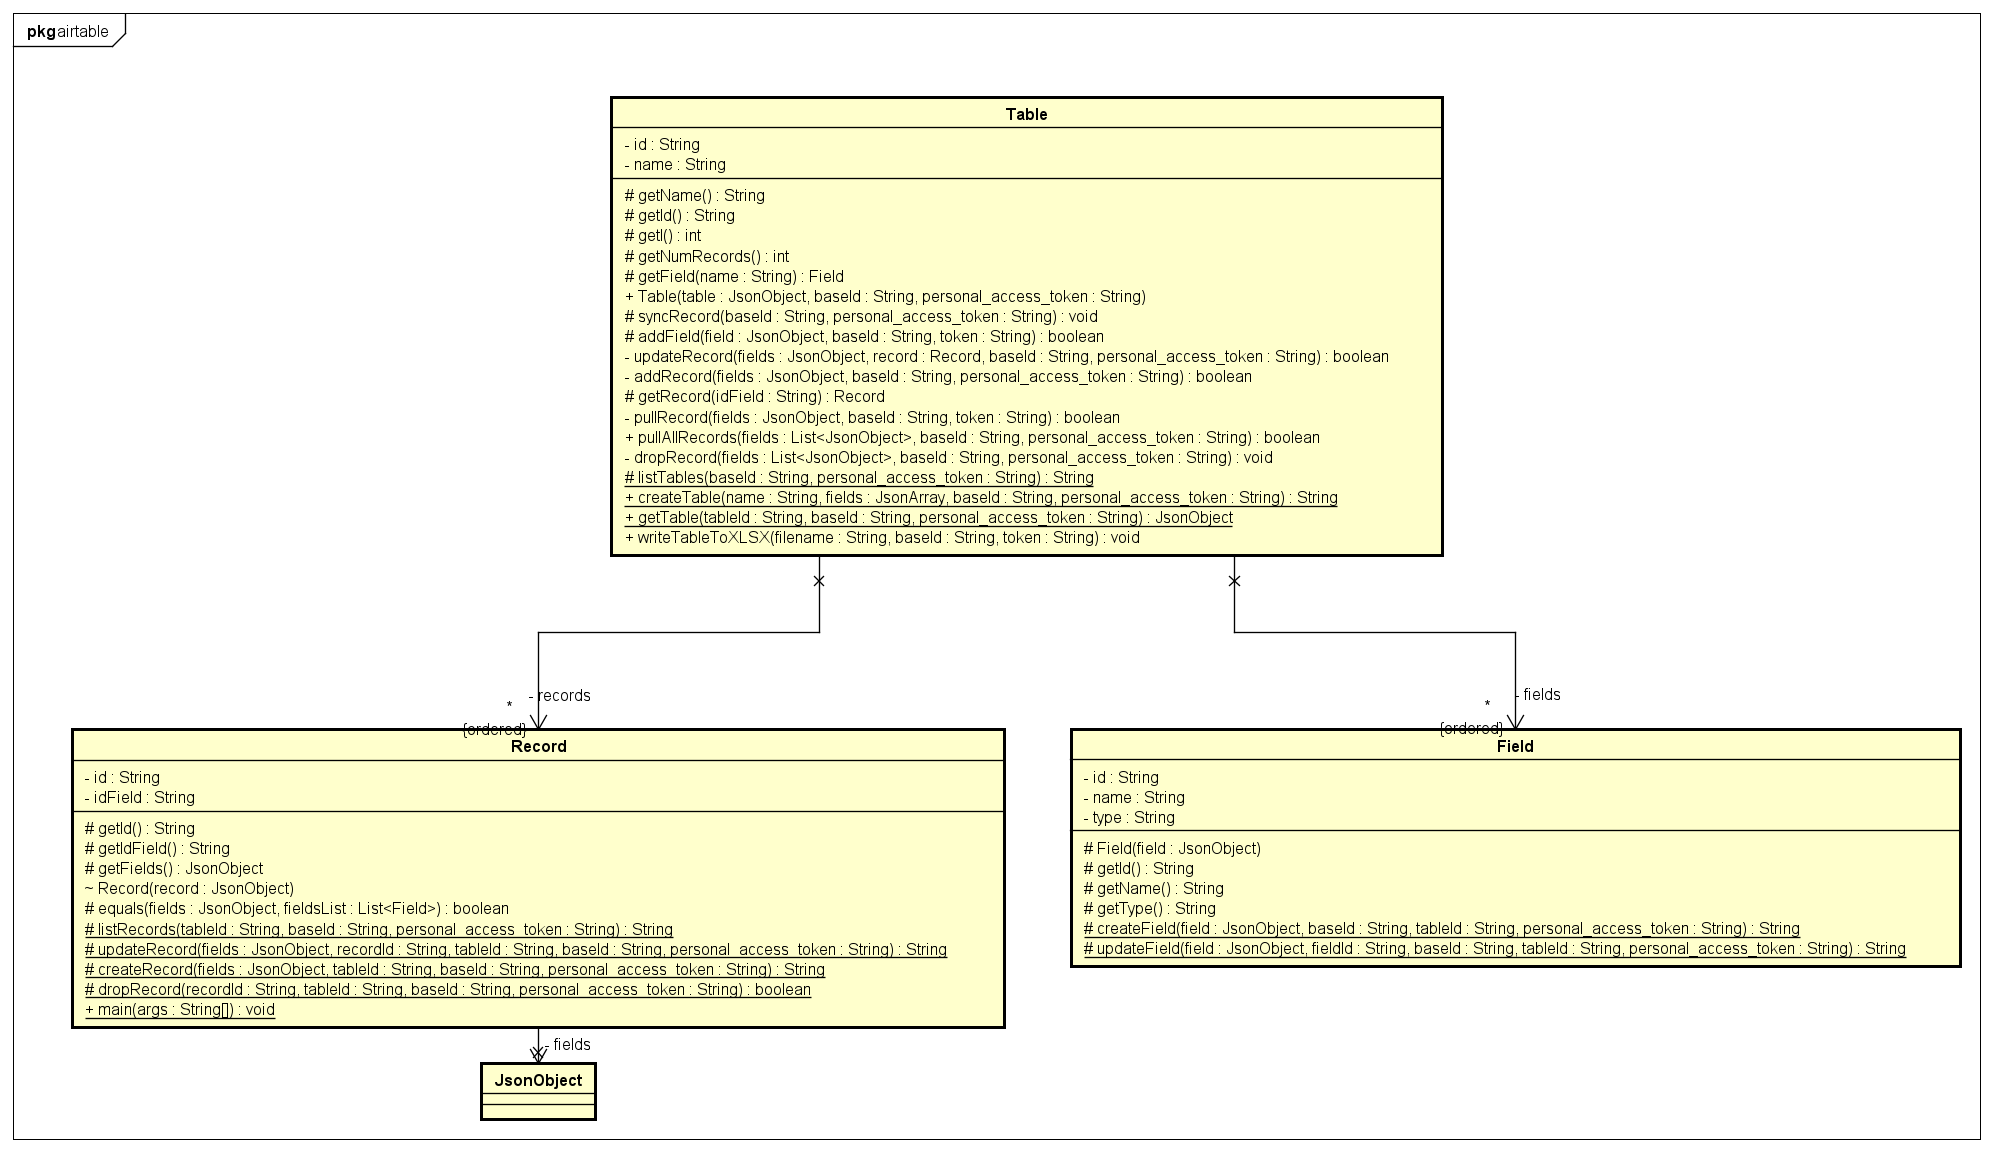 pkg airtable
Table
- id : String
- name : String
# getName() : String
# getId() : String
# getI() : int
# getNumRecords() : int
# getField(name : String) : Field
+ Table(table : JsonObject, baseId : String, personal_access_token : String)
# syncRecord(baseId : String, personal_access_token : String) : void
# addField(field : JsonObject, baseId : String, token : String) : boolean
- updateRecord(fields : JsonObject, record : Record, baseId : String, personal_access_token : String) : boolean
- addRecord(fields : JsonObject, baseId : String, personal_access_token : String) : boolean
# getRecord(idField : String) : Record
- pullRecord(fields : JsonObject, baseId : String, token : String) : boolean
+ pullAllRecords(fields : List<JsonObject>, baseId : String, personal_access_token : String) : boolean
- dropRecord(fields : List<JsonObject>, baseId : String, personal_access_token : String) : void
# listTables(baseId : String, personal_access_token : String) : String
+ createTable(name : String, fields : JsonArray, baseId : String, personal_access_token : String) : String
+ getTable(tableId : String, baseId : String, personal_access_token : String) : JsonObject
+ writeTableToXLSX(filename : String, baseId : String, token : String) : void
- records
*
{ordered}
- fields
*
{ordered}
Record
- id : String
- idField : String
# getId() : String
# getIdField() : String
# getFields() : JsonObject
~ Record(record : JsonObject)
# equals(fields : JsonObject, fieldsList : List<Field>) : boolean
# listRecords(tableId : String, baseId : String, personal_access_token : String) : String
# updateRecord(fields : JsonObject, recordId : String, tableId : String, baseId : String, personal_access_token : String) : String
# createRecord(fields : JsonObject, tableId : String, baseId : String, personal_access_token : String) : String
# dropRecord(recordId : String, tableId : String, baseId : String, personal_access_token : String) : boolean
+ main(args : String[]) : void
Field
- id : String
- name : String
- type : String
# Field(field : JsonObject)
# getId() : String
# getName() : String
# getType() : String
# createField(field : JsonObject, baseId : String, tableId : String, personal_access_token : String) : String
# updateField(field : JsonObject, fieldId : String, baseId : String, tableId : String, personal_access_token : String) : String
- fields
JsonObject